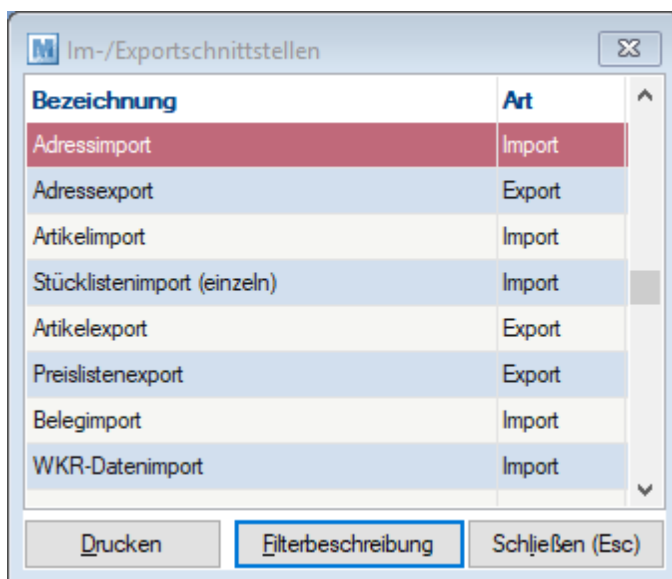 M Im-/Exportschnittstellen
Bezeichnung Art
Adressimport Import
Adressexport Export
Artikelimport Import
Stücklistenimport (einzeln) Import
Artikelexport Export
Preislistenexport Export
Belegimport Import
WKR-Datenimport Import
Drucken Filterbeschreibung Schließen (Esc)